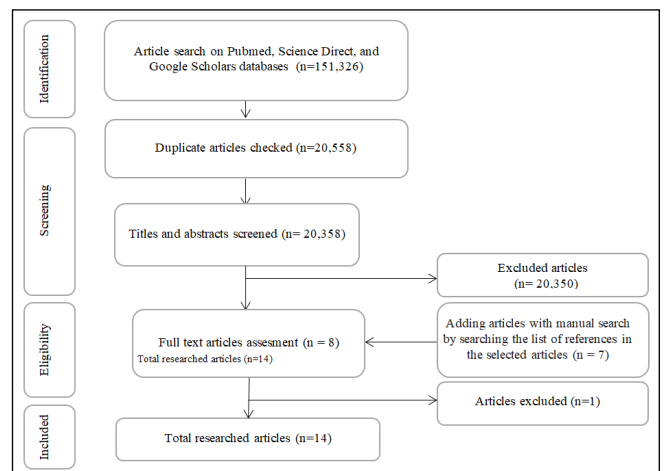 Identification
Article search on Pubmed, Science Direct, and
Google Scholars databases (n=151,326)
Screening
Duplicate articles checked (n=20,558)
Titles and abstracts screened (n= 20,358)
Excluded articles
(n= 20,350)
Eligibility
Full text articles assesment (n = 8)
Total researched articles (n=14)
Adding articles with manual search
by searching the list of references in
the selected articles (n = 7)
Articles excluded (n=1)
Included
Total researched articles (n=14)